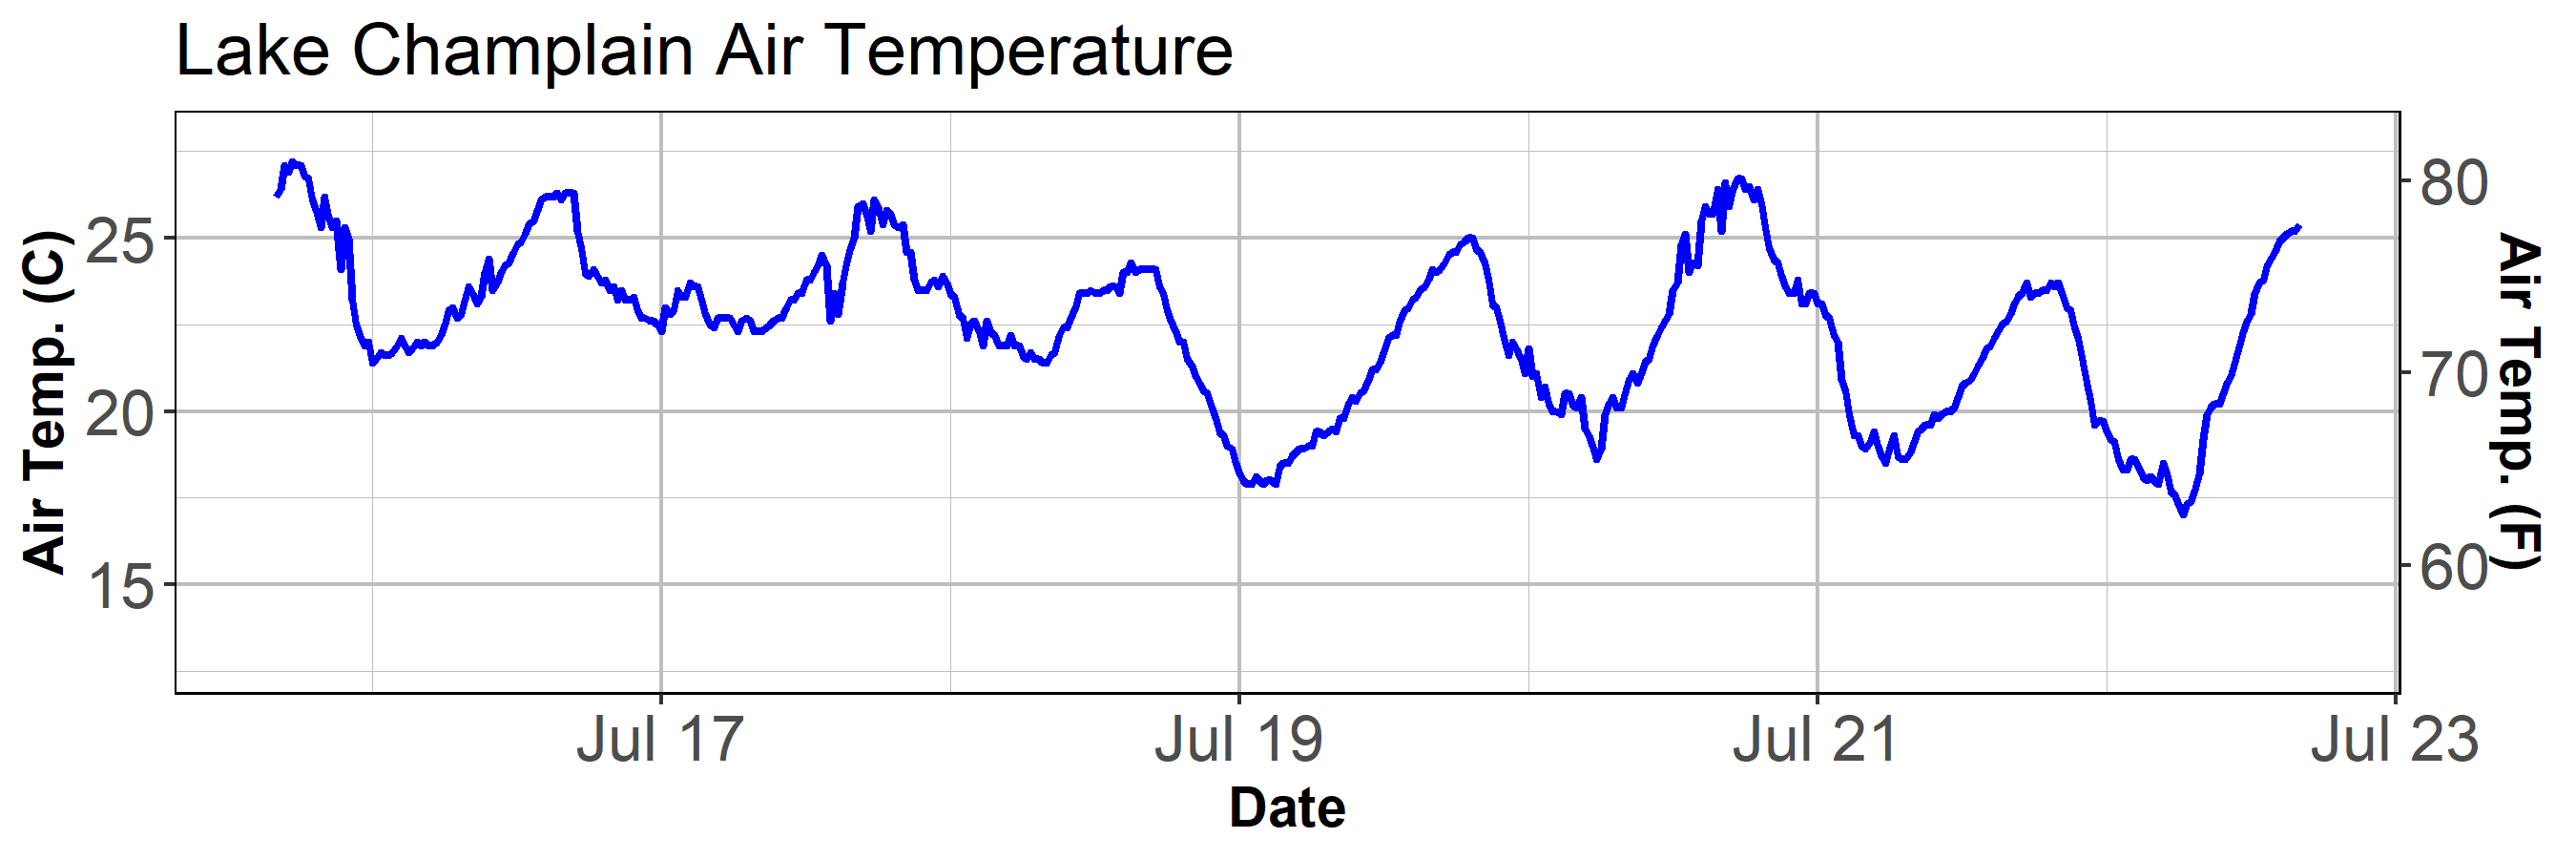 Lake Champlain Air Temperature
Air Temp. (C)
25
20
15
80
70
60
Air Temp. (F)
Jul 17 Jul 19 Jul 21 Jul 23
Date